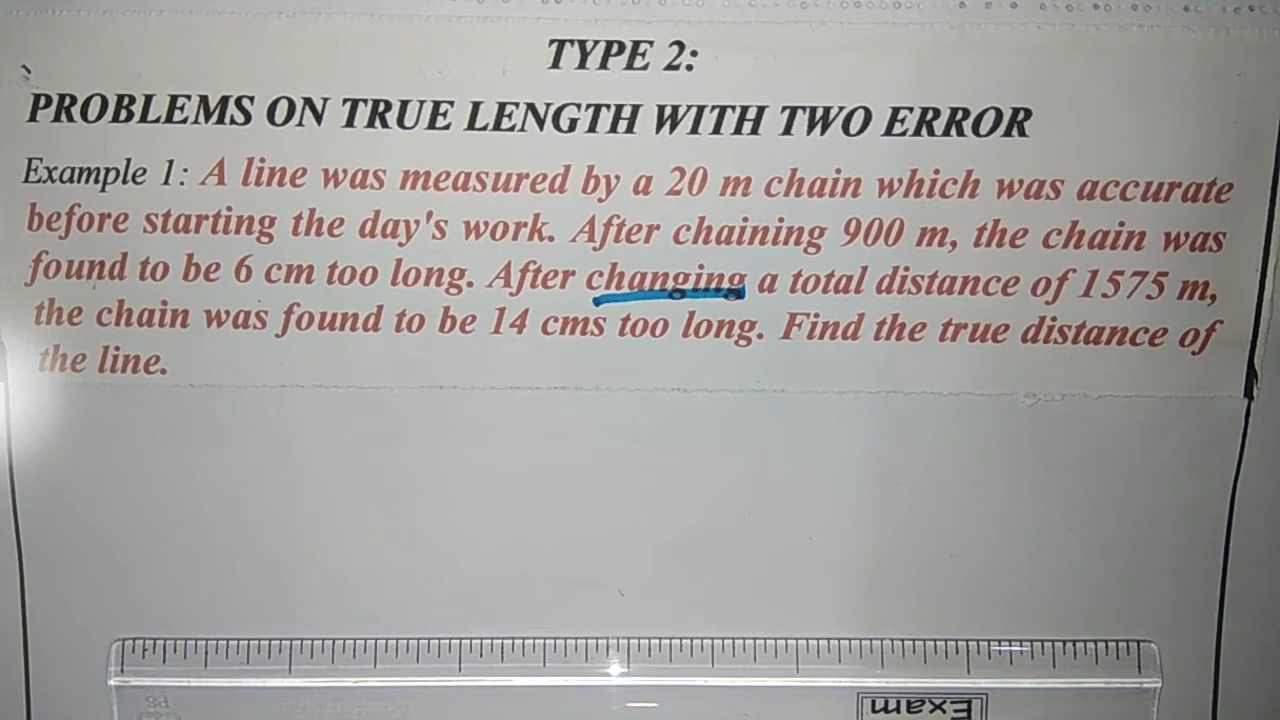 TYPE 2:
PROBLEMS ON TRUE LENGTH WITH TWO ERROR
Example 1: A line was measured by a 20 m chain which was accurate
before starting the day's work. After chaining 900 m, the chain was
found to be 6 cm too long. After changing a total distance of 1575 m,
the chain was found to be 14 cms too long. Find the true distance of
the line.
Exam